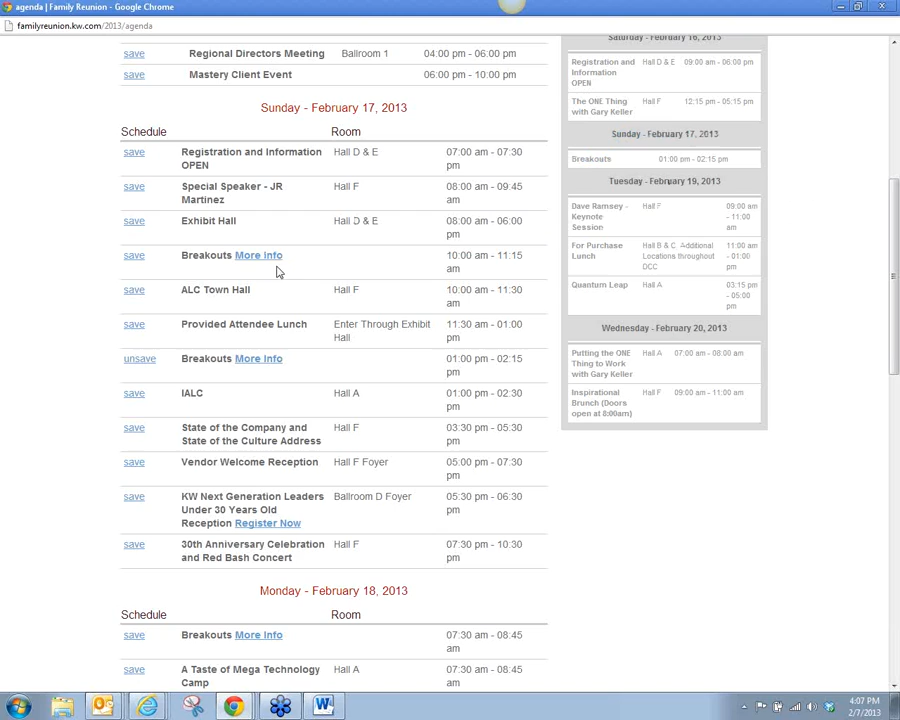 agenda | Family Reunion - Google Chrome
familyreunion.kw.com/2013/agenda
save Regional Directors Meeting Ballroom 1 04:00 pm - 06:00 pm
save Mastery Client Event 06:00 pm - 10:00 pm
Sunday - February 17, 2013
Schedule Room
save Registration and Information Hall D & E 07:00 am - 07:30
OPEN pm
save Special Speaker - JR Hall F 08:00 am - 09:45
Martinez am
save Exhibit Hall Hall D & E 08:00 am - 06:00
pm
save Breakouts More Info 10:00 am - 11:15
am
save ALC Town Hall Hall F 10:00 am - 11:30
am
save Provided Attendee Lunch Enter Through Exhibit 11:30 am - 01:00
Hall pm
unsave Breakouts More Info 01:00 pm - 02:15
pm
save IALC Hall A 01:00 pm - 02:30
pm
save State of the Company and Hall F 03:30 pm - 05:30
State of the Culture Address pm
save Vendor Welcome Reception Hall F Foyer 05:00 pm - 07:30
pm
save KW Next Generation Leaders Ballroom D Foyer 05:30 pm - 06:30
Under 30 Years Old pm
Reception Register Now
save 30th Anniversary Celebration Hall F 07:30 pm - 10:30
and Red Bash Concert pm
Monday - February 18, 2013
Schedule Room
save Breakouts More Info 07:30 am - 08:45
am
save A Taste of Mega Technology Hall A 07:30 am - 08:45
Camp am
Saturday - February 16, 2013
Registration and Hall D & E 09:00 am - 06:00 pm
Information
OPEN
The ONE Thing Hall F 12:15 pm - 05:15 pm
with Gary Keller
Sunday - February 17, 2013
Breakouts 01:00 pm - 02:15 pm
Tuesday - February 19, 2013
Dave Ramsey - Hall F 09:00 am
Keynote - 11:00
Session am
For Purchase Hall B & C Additional 11:00 am
Lunch Locations throughout - 01:00
DCC pm
Quantum Leap Hall A 03:15 pm
- 05:00
pm
Wednesday - February 20, 2013
Putting the ONE Hall A 07:00 am - 08:00 am
Thing to Work
with Gary Keller
Inspirational Hall F 09:00 am - 11:00 am
Brunch (Doors
open at 8:00am)
4:07 PM
2/7/2013